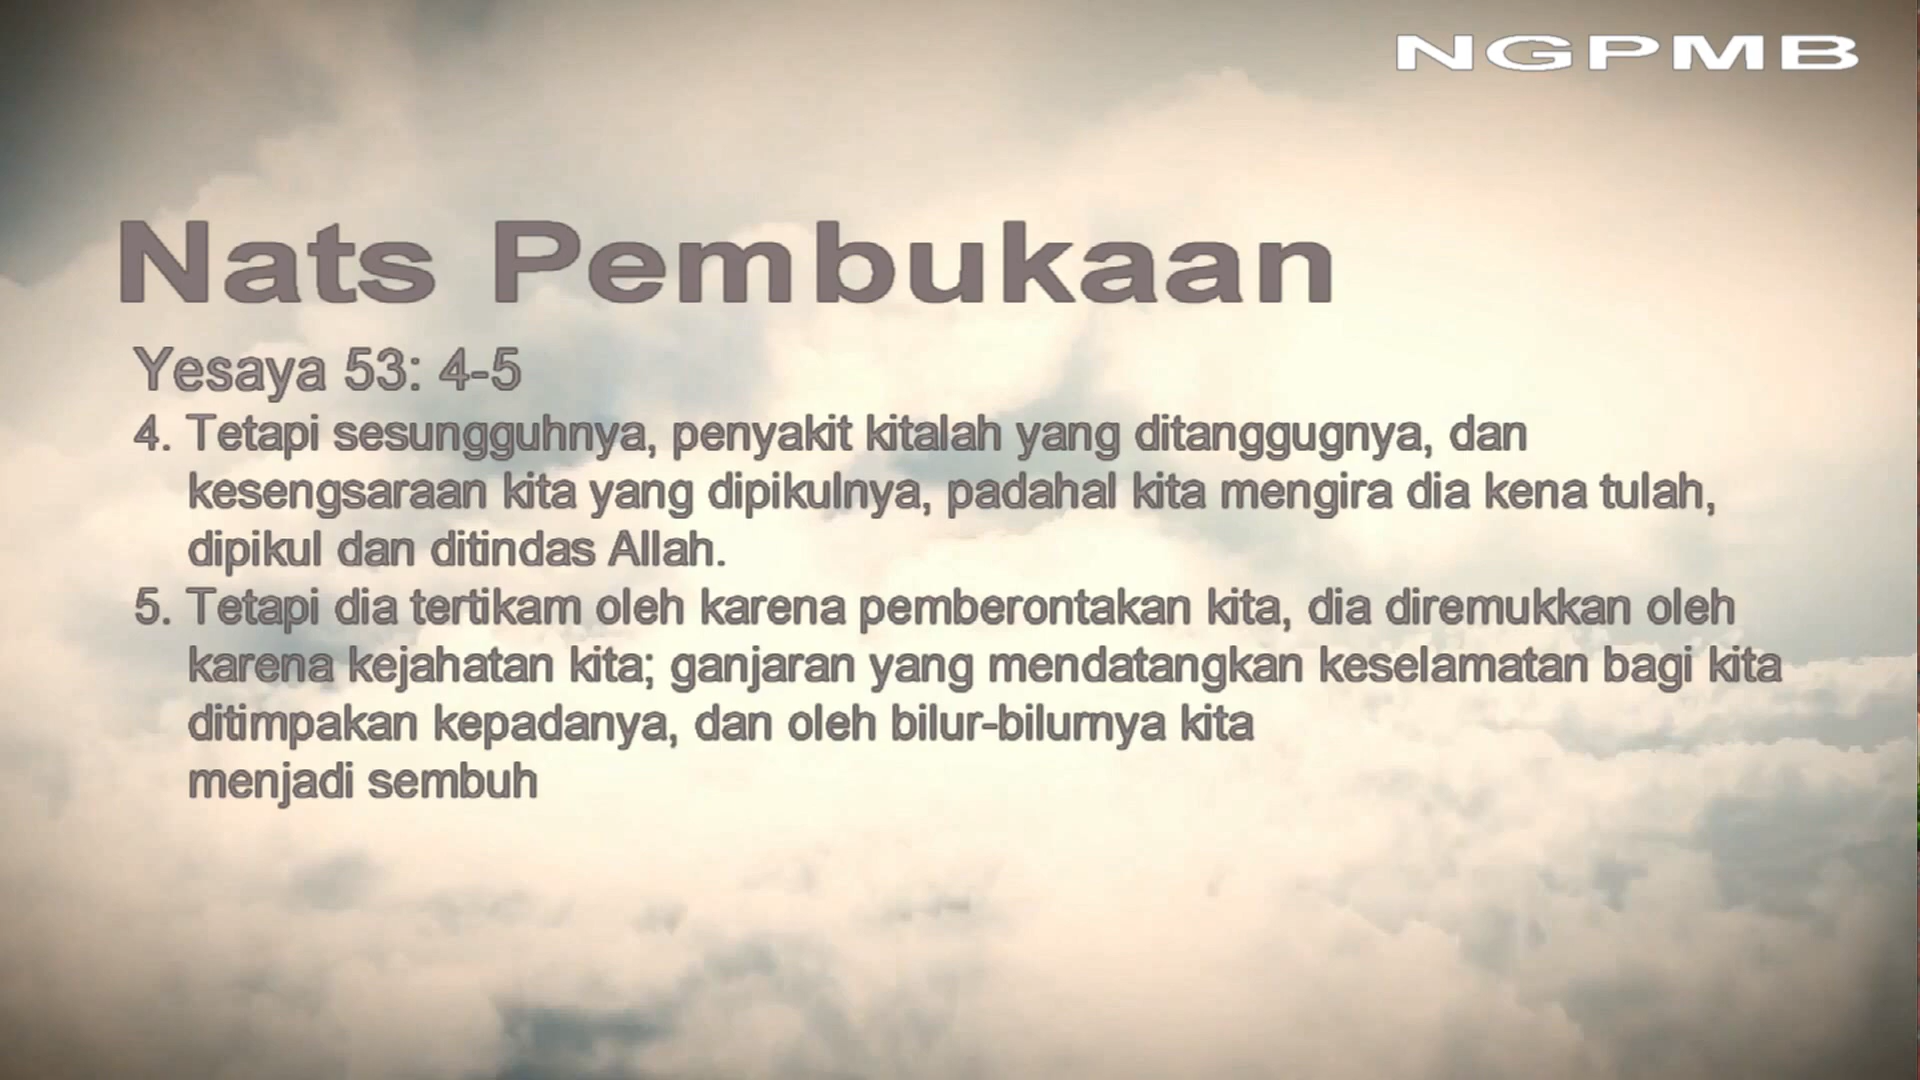 NGPMB
Nats Pembukaan
Yesaya 53: 4-5
4. Tetapi sesungguhnya, penyakit kitalah yang ditanggugnya, dan
kesengsaraan kita yang dipikulnya, padahal kita mengira dia kena tulah,
dipikul dan ditindas Allah.
5. Tetapi dia tertikam oleh karena pemberontakan kita, dia diremukkan oleh
karena kejahatan kita; ganjaran yang mendatangkan keselamatan bagi kita
ditimpakan kepadanya, dan oleh bilur-bilurnya kita
menjadi sembuh